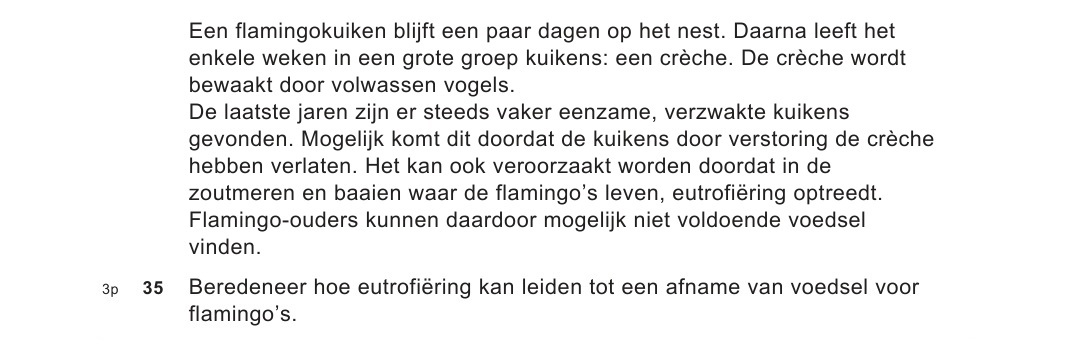 Een flamingokuiken blijft een paar dagen op het nest. Daarna leeft het
enkele weken in een grote groep kuikens: een crèche. De crèche wordt
bewaakt door volwassen vogels.
De laatste jaren zijn er steeds vaker eenzame, verzwakte kuikens
gevonden. Mogelijk komt dit doordat de kuikens door verstoring de crèche
hebben verlaten. Het kan ook veroorzaakt worden doordat in de
zoutmeren en baaien waar de flamingo's leven, eutrofiëring optreedt.
Flamingo-ouders kunnen daardoor mogelijk niet voldoende voedsel
vinden.
3p 35 Beredeneer hoe eutrofiëring kan leiden tot een afname van voedsel voor
flamingo's.